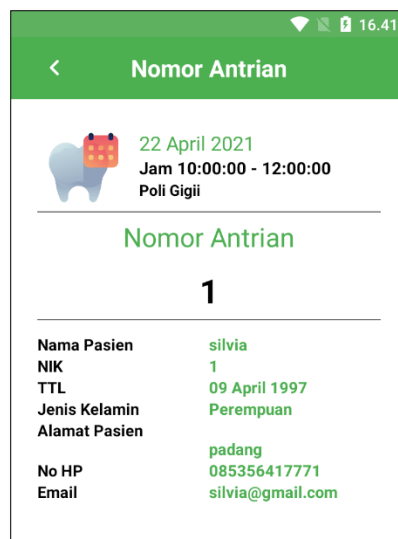 16.41
Nomor Antrian
22 April 2021
Jam 10:00:00 - 12:00:00
Poli Gigii
Nomor Antrian
1
Nama Pasien silvia
NIK 1
TTL 09 April 1997
Jenis Kelamin Perempuan
Alamat Pasien
padang
No HP 085356417771
Email silvia@gmail.com